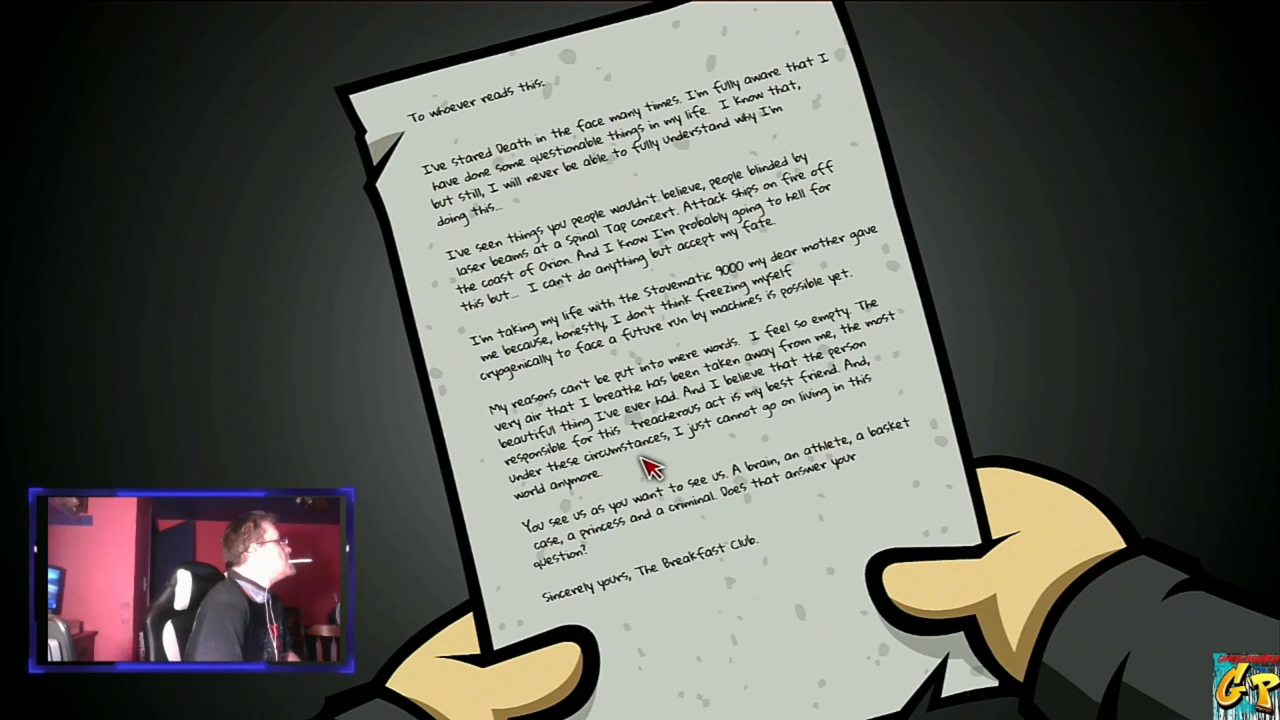 To whoever reads this:
I've stared Death in the face many times. I'm fully aware that I
have done some questionable things in my life. I know that,
but still, I will never be able to fully understand why I'm
doing this...
I've seen things you people wouldn't believe, people blinded by
laser beams at a Spinal Tap concert. Attack ships on fire off
the coast of Orion. And I know I'm probably going to hell for
this but... I can't do anything but accept my fate.
I'm taking my life with the Stovematic 9000 my dear mother gave
me because, honestly, I don't think freezing myself
cryogenically to face a future run by machines is possible yet.
My reasons can't be put into mere words. I feel so empty. The
very air that I breathe has been taken away from me, the most
beautiful thing I've ever had. And I believe that the person
responsible for this treacherous act is my best friend. And,
under these circumstances, I just cannot go on living in this
world anymore.
You see us as you want to see us. A brain, an athlete, a basket
case, a princess and a criminal. Does that answer your
question?
Sincerely yours, The Breakfast Club.
GP